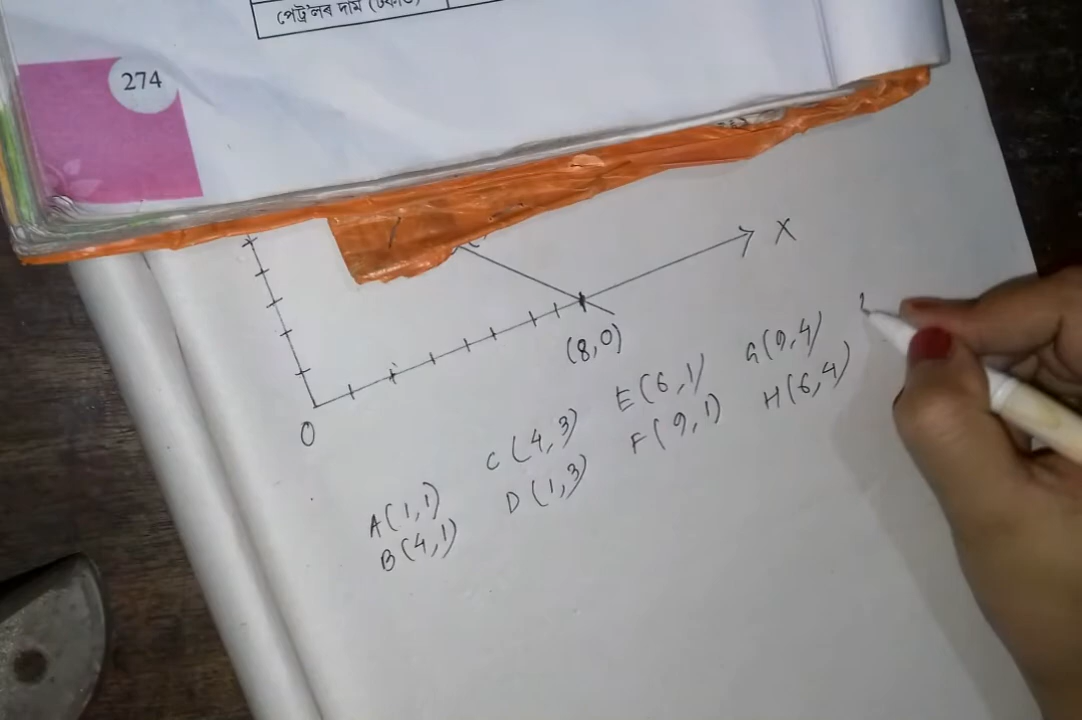 পেট্ৰ'লৰ দাম
274
X
(8,0)
O
A(1,1)
B(4,1)
C(4,3)
D(1,3)
E(6,1)
F(9,1)
G(9,4)
H(6,4)